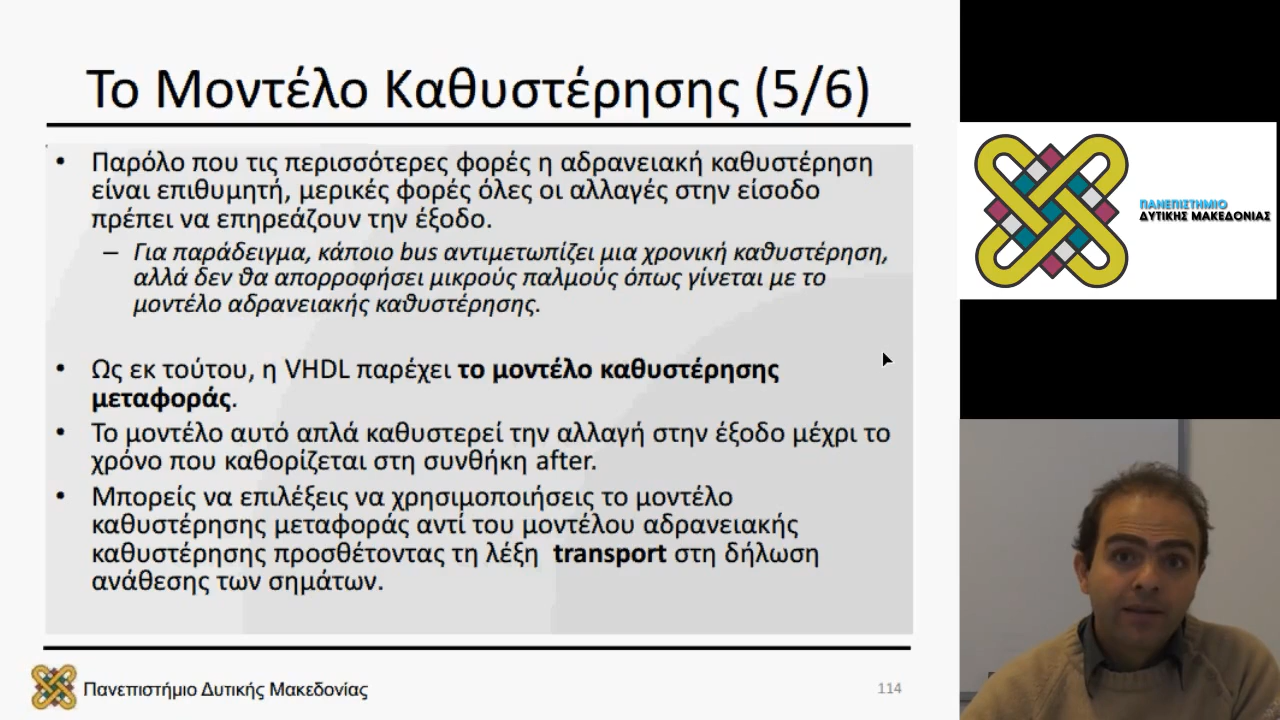 Το Μοντέλο Καθυστέρησης (5/6)
• Παρόλο που τις περισσότερες φορές η αδρανειακή καθυστέρηση
είναι επιθυμητή, μερικές φορές όλες οι αλλαγές στην είσοδο
πρέπει να επηρεάζουν την έξοδο.
– Για παράδειγμα, κάποιο bus αντιμετωπίζει μια χρονική καθυστέρηση,
αλλά δεν θα απορροφήσει μικρούς παλμούς όπως γίνεται με το
μοντέλο αδρανειακής καθυστέρησης.
• Ως εκ τούτου, η VHDL παρέχει το μοντέλο καθυστέρησης
μεταφοράς.
• Το μοντέλο αυτό απλά καθυστερεί την αλλαγή στην έξοδο μέχρι το
χρόνο που καθορίζεται στη συνθήκη after.
• Μπορείς να επιλέξεις να χρησιμοποιήσεις το μοντέλο
καθυστέρησης μεταφοράς αντί του μοντέλου αδρανειακής
καθυστέρησης προσθέτοντας τη λέξη transport στη δήλωση
ανάθεσης των σημάτων.
Πανεπιστήμιο Δυτικής Μακεδονίας
114
ΠΑΝΕΠΙΣΤΗΜΙΟ
ΔΥΤΙΚΗΣ ΜΑΚΕΔΟΝΙΑΣ